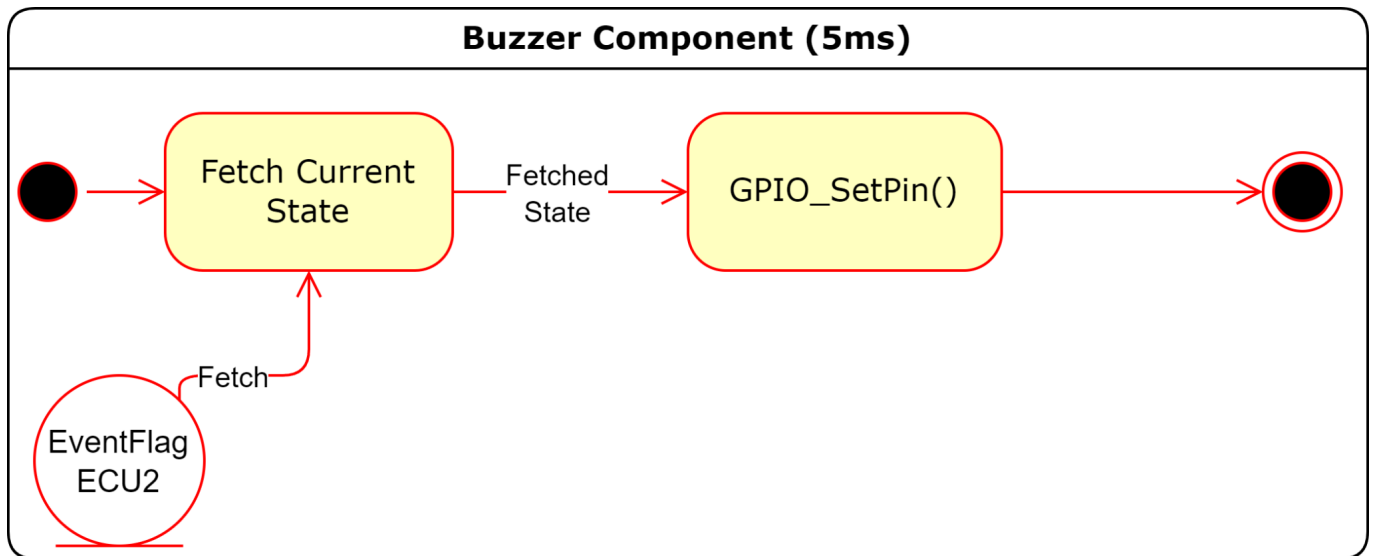 Buzzer Component (5ms)
Fetch Current
State
Fetched
State
GPIO_SetPin()
Fetch
EventFlag
ECU2